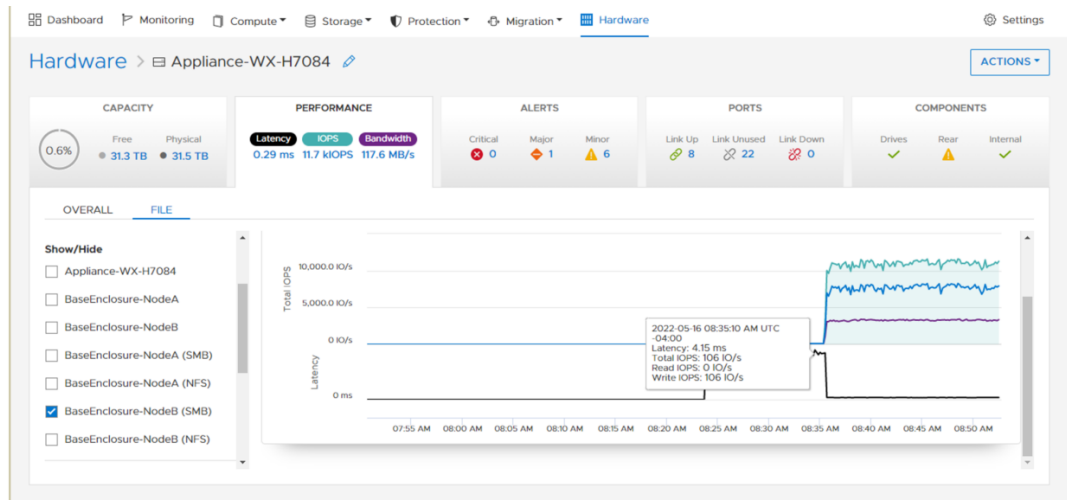 Dashboard Monitoring Compute Storage Protection Migration Hardware Settings
Hardware > Appliance-WX-H7084
ACTIONS
CAPACITY
0.6%
Free Physical
31.3 TB 31.5 TB
PERFORMANCE
Latency IOPS Bandwidth
0.29 ms 11.7 kIOPS 117.6 MB/s
ALERTS
Critical Major Minor
0 1 6
PORTS
Link Up Link Unused Link Down
8 22 0
COMPONENTS
Drives Rear Internal
OVERALL FILE
Show/Hide
Appliance-WX-H7084
BaseEnclosure-NodeA
BaseEnclosure-NodeB
BaseEnclosure-NodeA (SMB)
BaseEnclosure-NodeA (NFS)
BaseEnclosure-NodeB (SMB)
BaseEnclosure-NodeB (NFS)
Total IOPS
10,000.0 IO/s
5,000.0 IO/s
0 IO/s
Latency
0 ms
2022-05-16 08:35:10 AM UTC
-04:00
Latency: 4.15 ms
Total IOPS: 106 IO/s
Read IOPS: 0 IO/s
Write IOPS: 106 IO/s
07:55 AM 08:00 AM 08:05 AM 08:10 AM 08:15 AM 08:20 AM 08:25 AM 08:30 AM 08:35 AM 08:40 AM 08:45 AM 08:50 AM